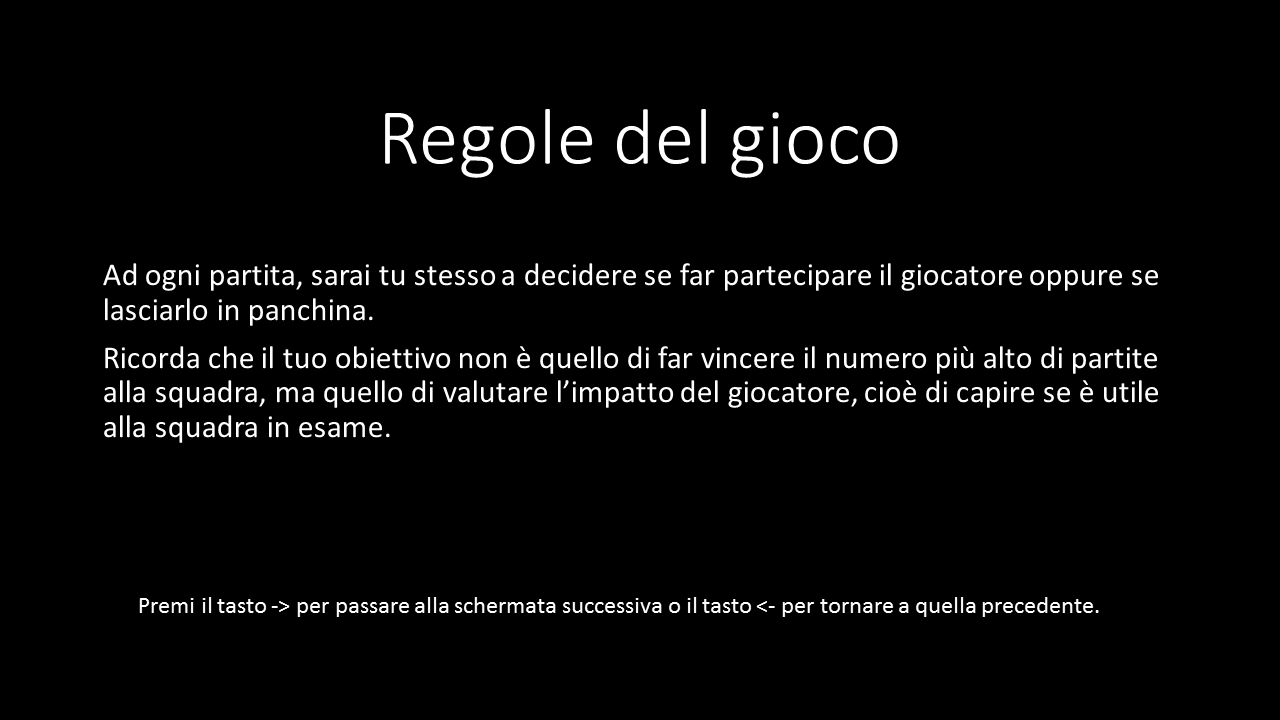 Regole del gioco
Ad ogni partita, sarai tu stesso a decidere se far partecipare il giocatore oppure se
lasciarlo in panchina.
Ricorda che il tuo obiettivo non è quello di far vincere il numero più alto di partite
alla squadra, ma quello di valutare l’impatto del giocatore, cioè di capire se è utile
alla squadra in esame.
Premi il tasto -> per passare alla schermata successiva o il tasto <- per tornare a quella precedente.